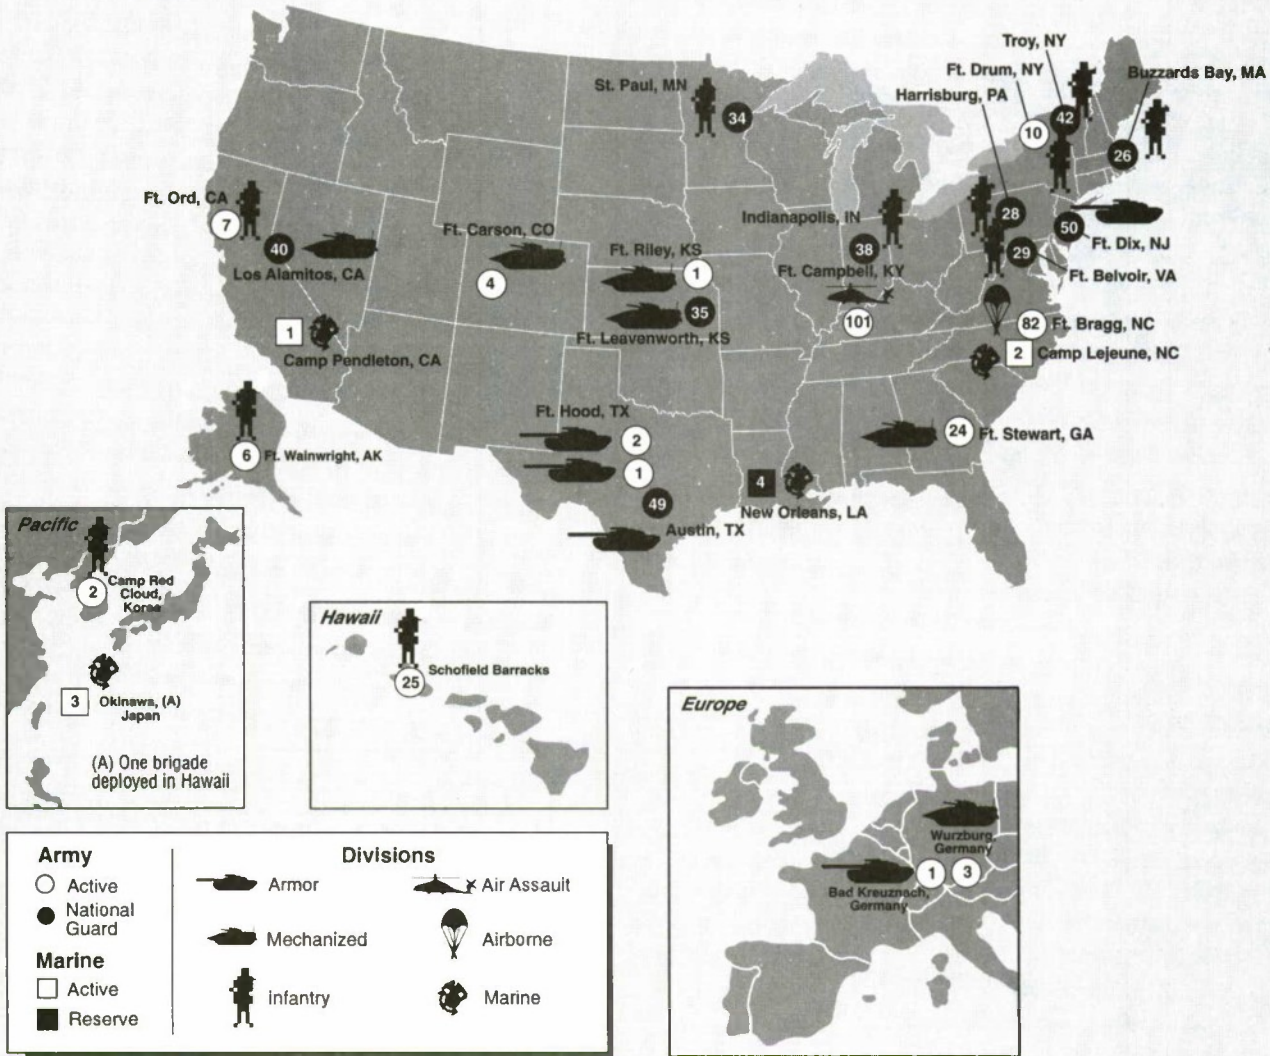 Troy, NY
Ft. Drum, NY
Buzzards Bay, MA
Harrisburg, PA
St. Paul, MN
34
10
42
26
Ft. Ord, CA
7
40
Los Alamitos, CA
Ft. Carson, CO
4
Ft. Riley, KS
1
35
Ft. Leavenworth, KS
Indianapolis, IN
38
Ft. Campbell, KY
101
28
50
Ft. Dix, NJ
29
Ft. Belvoir, VA
82
Ft. Bragg, NC
2
Camp Lejeune, NC
1
Camp Pendleton, CA
6
Ft. Wainwright, AK
Ft. Hood, TX
2
1
49
Austin, TX
4
New Orleans, LA
24
Ft. Stewart, GA
Pacific
2
Camp Red
Cloud,
Korea
3
Okinawa, (A)
Japan
(A) One brigade
deployed in Hawaii
Hawaii
Schofield Barracks
25
Europe
Wurzburg,
Germany
1
3
Bad Kreuznach,
Germany
Army
Active
National
Guard
Marine
Active
Reserve
Divisions
Armor
Air Assault
Mechanized
Airborne
Infantry
Marine